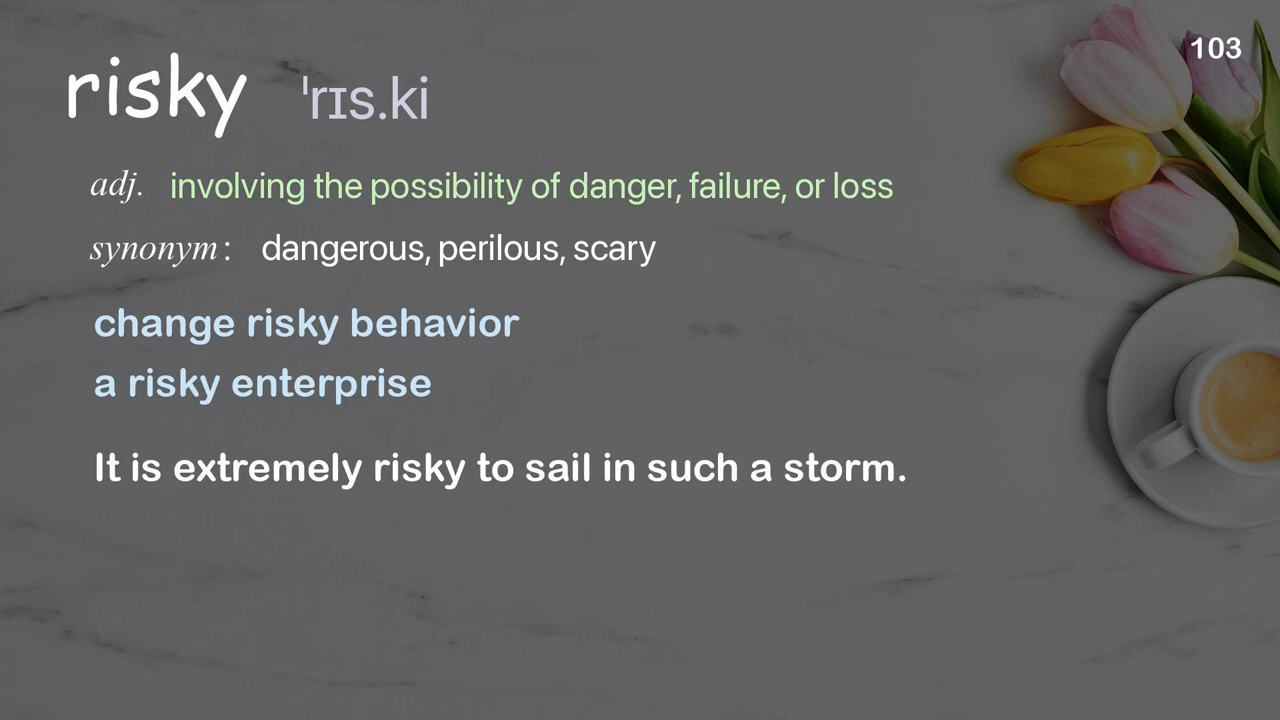 103
risky ˈrɪs.ki
adj. involving the possibility of danger, failure, or loss
synonym : dangerous, perilous, scary
change risky behavior
a risky enterprise
It is extremely risky to sail in such a storm.